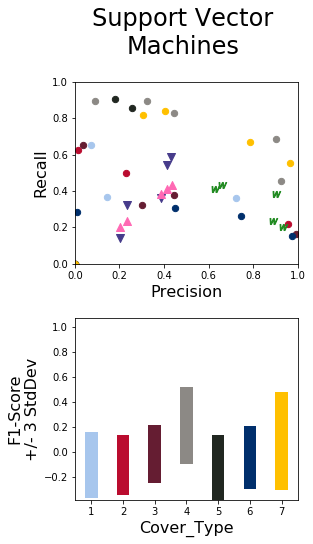 Support Vector
Machines
1.0
0.8
0.6
0.4
0.2
0.0
Recall
0.0 0.2 0.4 0.6 0.8 1.0
Precision
w w w w w
1.0
0.8
0.6
0.4
0.2
0.0
−0.2
F1-Score
+/- 3 StdDev
1 2 3 4 5 6 7
Cover_Type